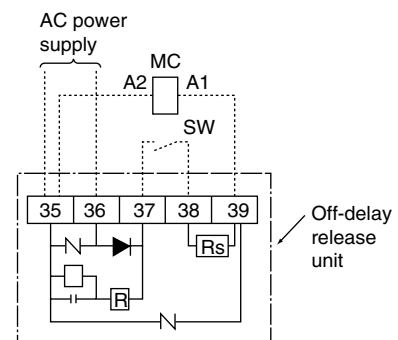 AC power
supply
MC
A2 A1
SW
35 36 37 38 39
Off-delay
release
unit
Rs
R